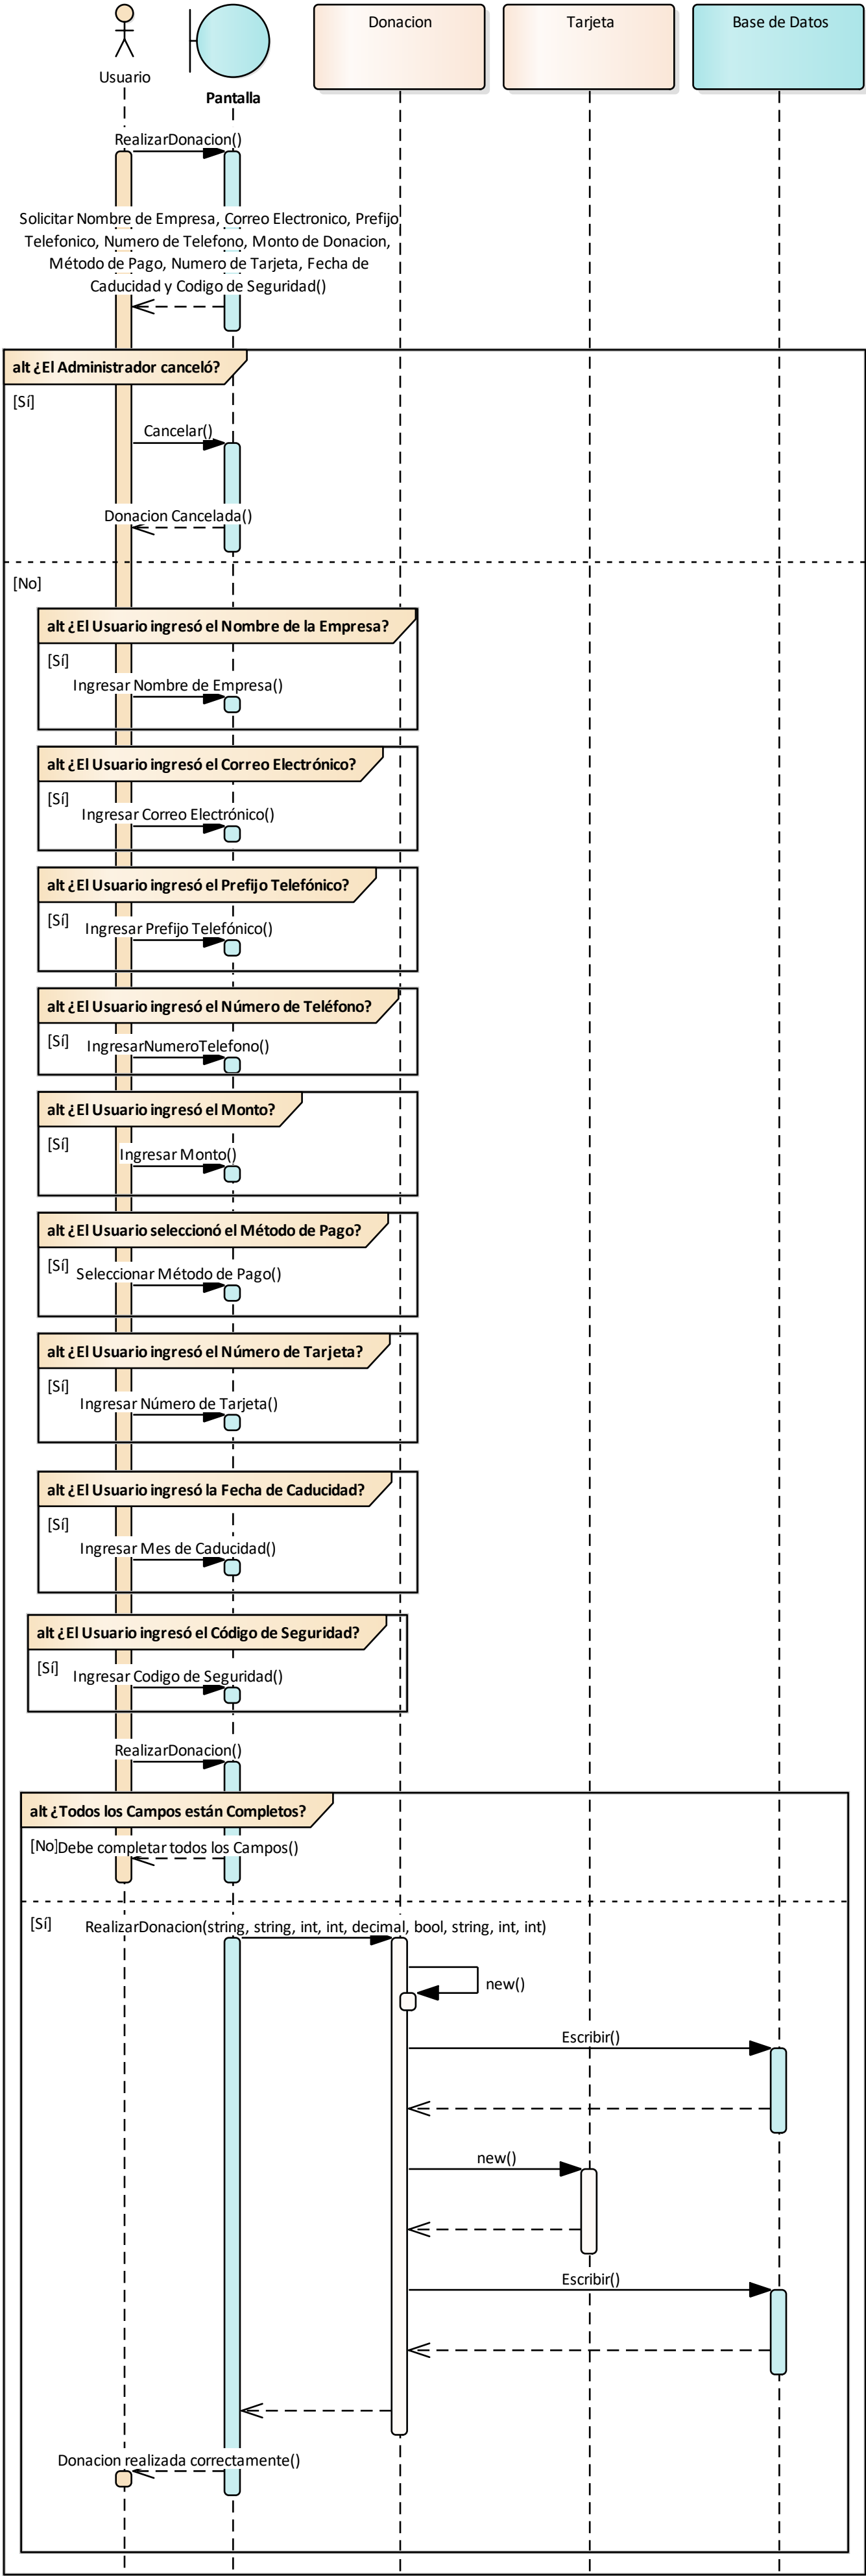 Usuario
Pantalla
Donacion
Tarjeta
Base de Datos
RealizarDonacion()
Solicitar Nombre de Empresa, Correo Electronico, Prefijo
Telefonico, Numero de Telefono, Monto de Donacion,
Método de Pago, Numero de Tarjeta, Fecha de
Caducidad y Codigo de Seguridad()
alt ¿El Administrador canceló?
[Sí]
Cancelar()
Donacion Cancelada()
[No]
alt ¿El Usuario ingresó el Nombre de la Empresa?
[Sí]
Ingresar Nombre de Empresa()
alt ¿El Usuario ingresó el Correo Electrónico?
[Sí]
Ingresar Correo Electrónico()
alt ¿El Usuario ingresó el Prefijo Telefónico?
[Sí]
Ingresar Prefijo Telefónico()
alt ¿El Usuario ingresó el Número de Teléfono?
[Sí]
IngresarNumeroTelefono()
alt ¿El Usuario ingresó el Monto?
[Sí]
Ingresar Monto()
alt ¿El Usuario seleccionó el Método de Pago?
[Sí]
Seleccionar Método de Pago()
alt ¿El Usuario ingresó el Número de Tarjeta?
[Sí]
Ingresar Número de Tarjeta()
alt ¿El Usuario ingresó la Fecha de Caducidad?
[Sí]
Ingresar Mes de Caducidad()
alt ¿El Usuario ingresó el Código de Seguridad?
[Sí]
Ingresar Codigo de Seguridad()
RealizarDonacion()
alt ¿Todos los Campos están Completos?
[No]
Debe completar todos los Campos()
[Sí]
RealizarDonacion(string, string, int, int, decimal, bool, string, int, int)
new()
Escribir()
new()
Escribir()
Donacion realizada correctamente()